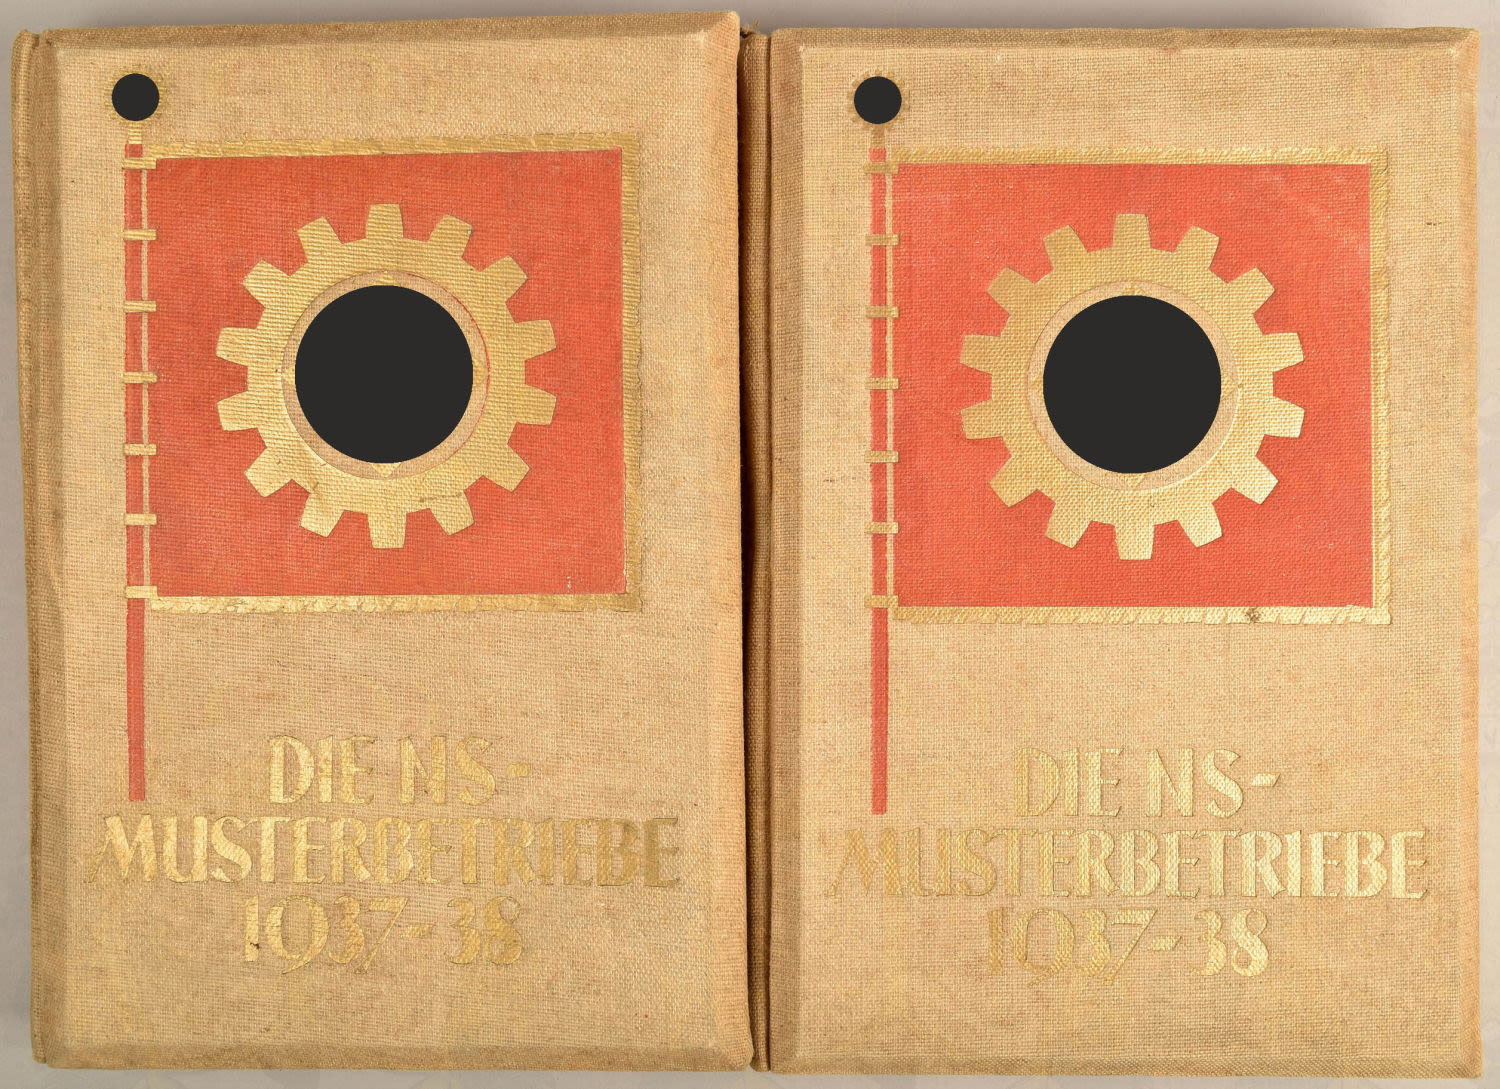 DIE NS-
MUSTERBETRIEBE
1937-38
DIE NS-
MUSTERBETRIEBE
1937-38